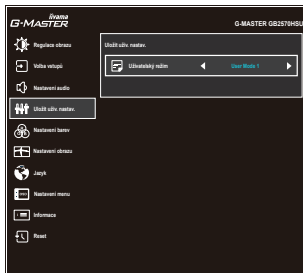 iiyama
G-MASTER
G-MASTER GB2570HSU
Regulace obrazu
Volba vstupů
Nastavení audio
Uložit uživ. nastav.
Nastavení barev
Nastavení obrazu
Jazyk
Nastavení menu
Informace
Reset
Uložit uživ. nastav.
Uživatelský režim
User Mode 1